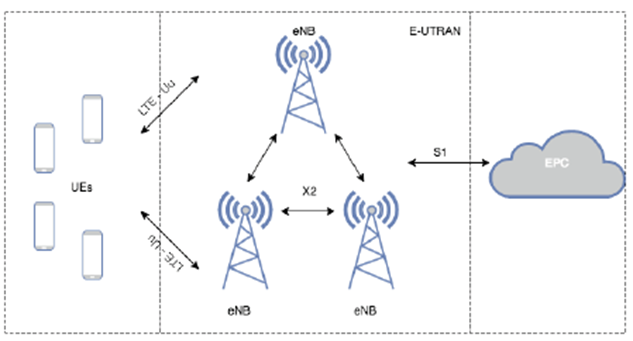 eNB
E-UTRAN
LTE - Uu
S1
EPC
UEs
X2
LTE - Uu
eNB
eNB